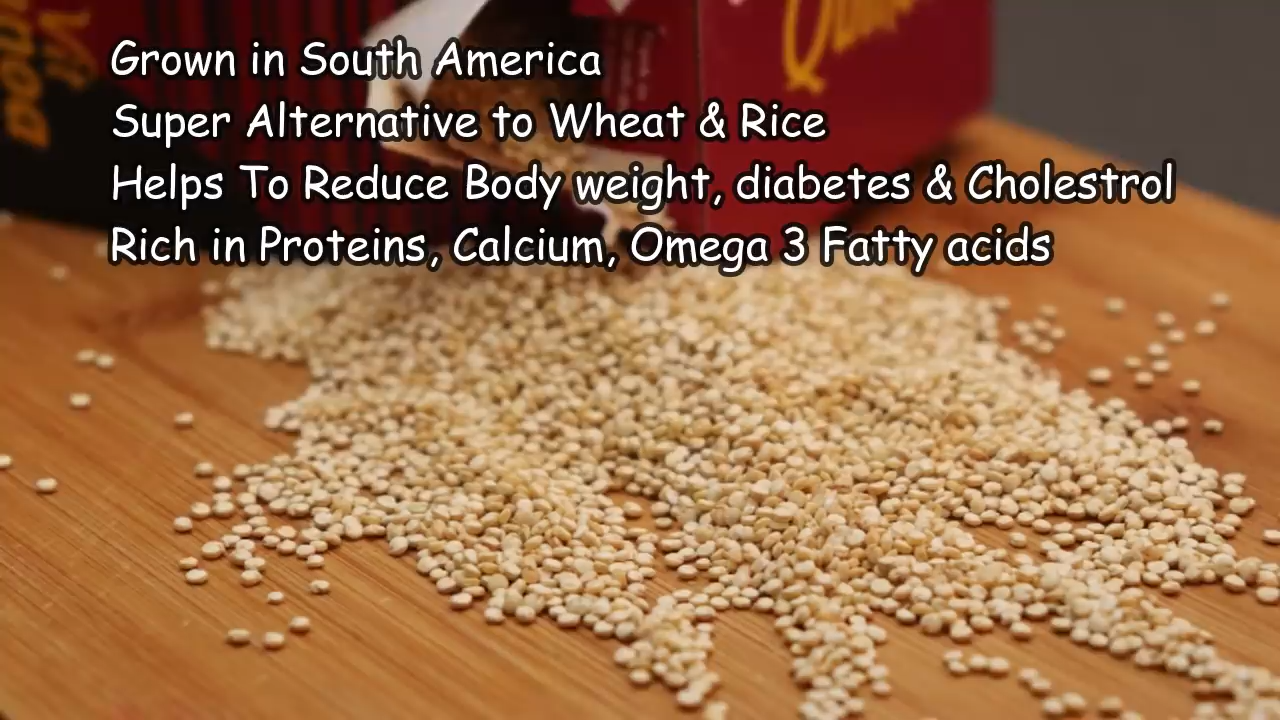 Grown in South America
Super Alternative to Wheat & Rice
Helps To Reduce Body weight, diabetes & Cholestrol
Rich in Proteins, Calcium, Omega 3 Fatty acids